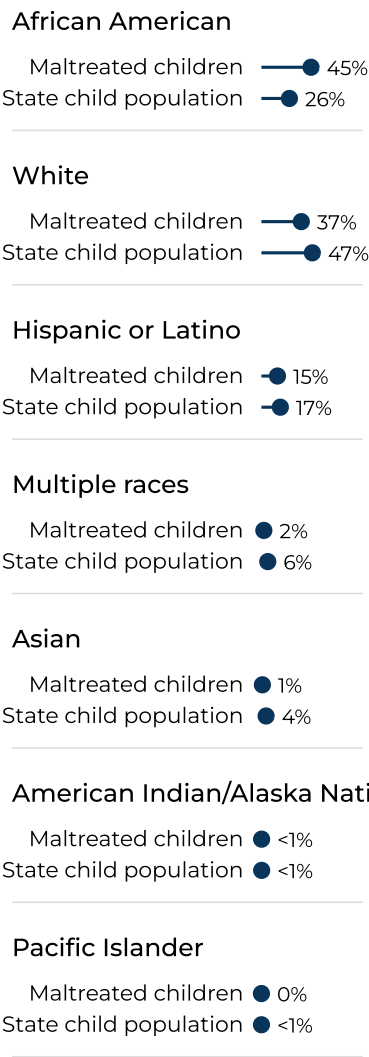 African American
Maltreated children 45%
State child population 26%
White
Maltreated children 37%
State child population 47%
Hispanic or Latino
Maltreated children 15%
State child population 17%
Multiple races
Maltreated children 2%
State child population 6%
Asian
Maltreated children 1%
State child population 4%
American Indian/Alaska Nati
Maltreated children <1%
State child population <1%
Pacific Islander
Maltreated children 0%
State child population <1%